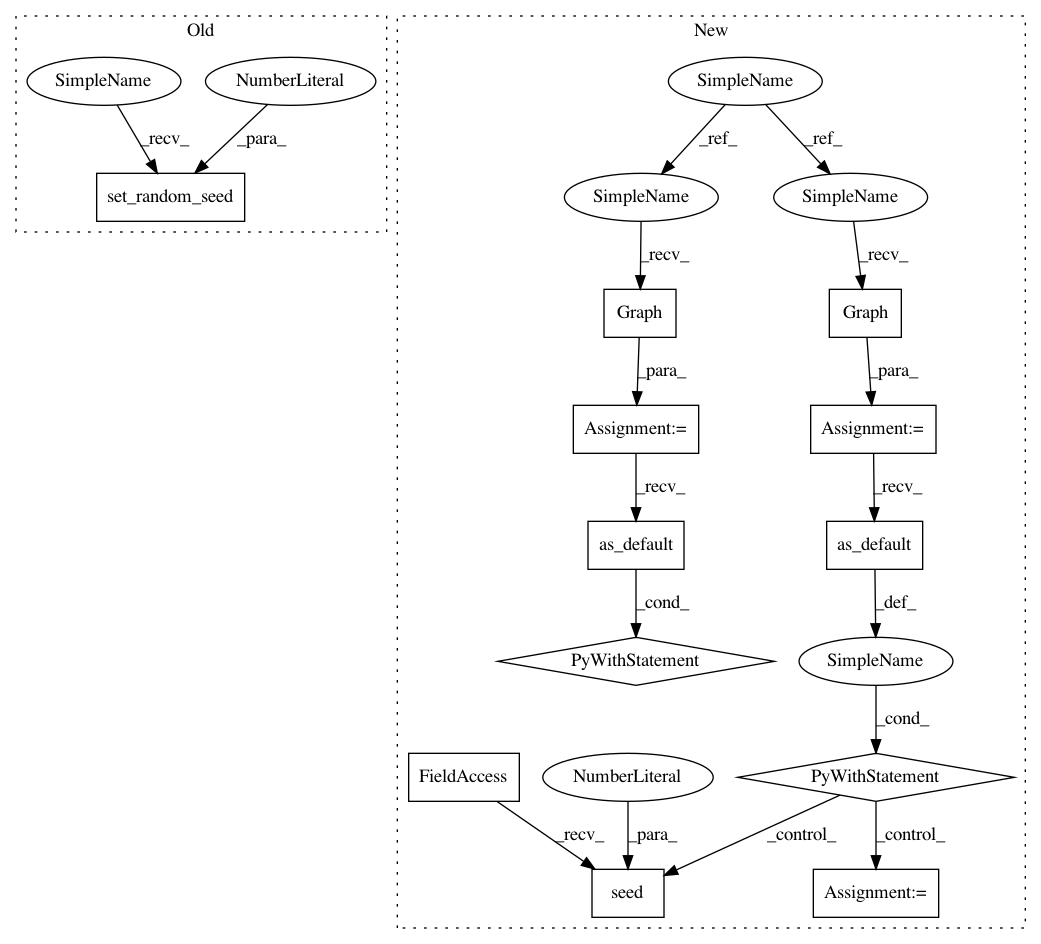 Old
New
SimpleName
NumberLiteral
SimpleName
_recv_
_para_
_ref_
_ref_
set_random_seed
SimpleName
SimpleName
_recv_
_recv_
Graph
Graph
_para_
_para_
Assignment:=
Assignment:=
_recv_
_recv_
as_default
as_default
_cond_
_def_
PyWithStatement
SimpleName
_cond_
FieldAccess
NumberLiteral
PyWithStatement
_recv_
_para_
_control_
_control_
seed
Assignment:=